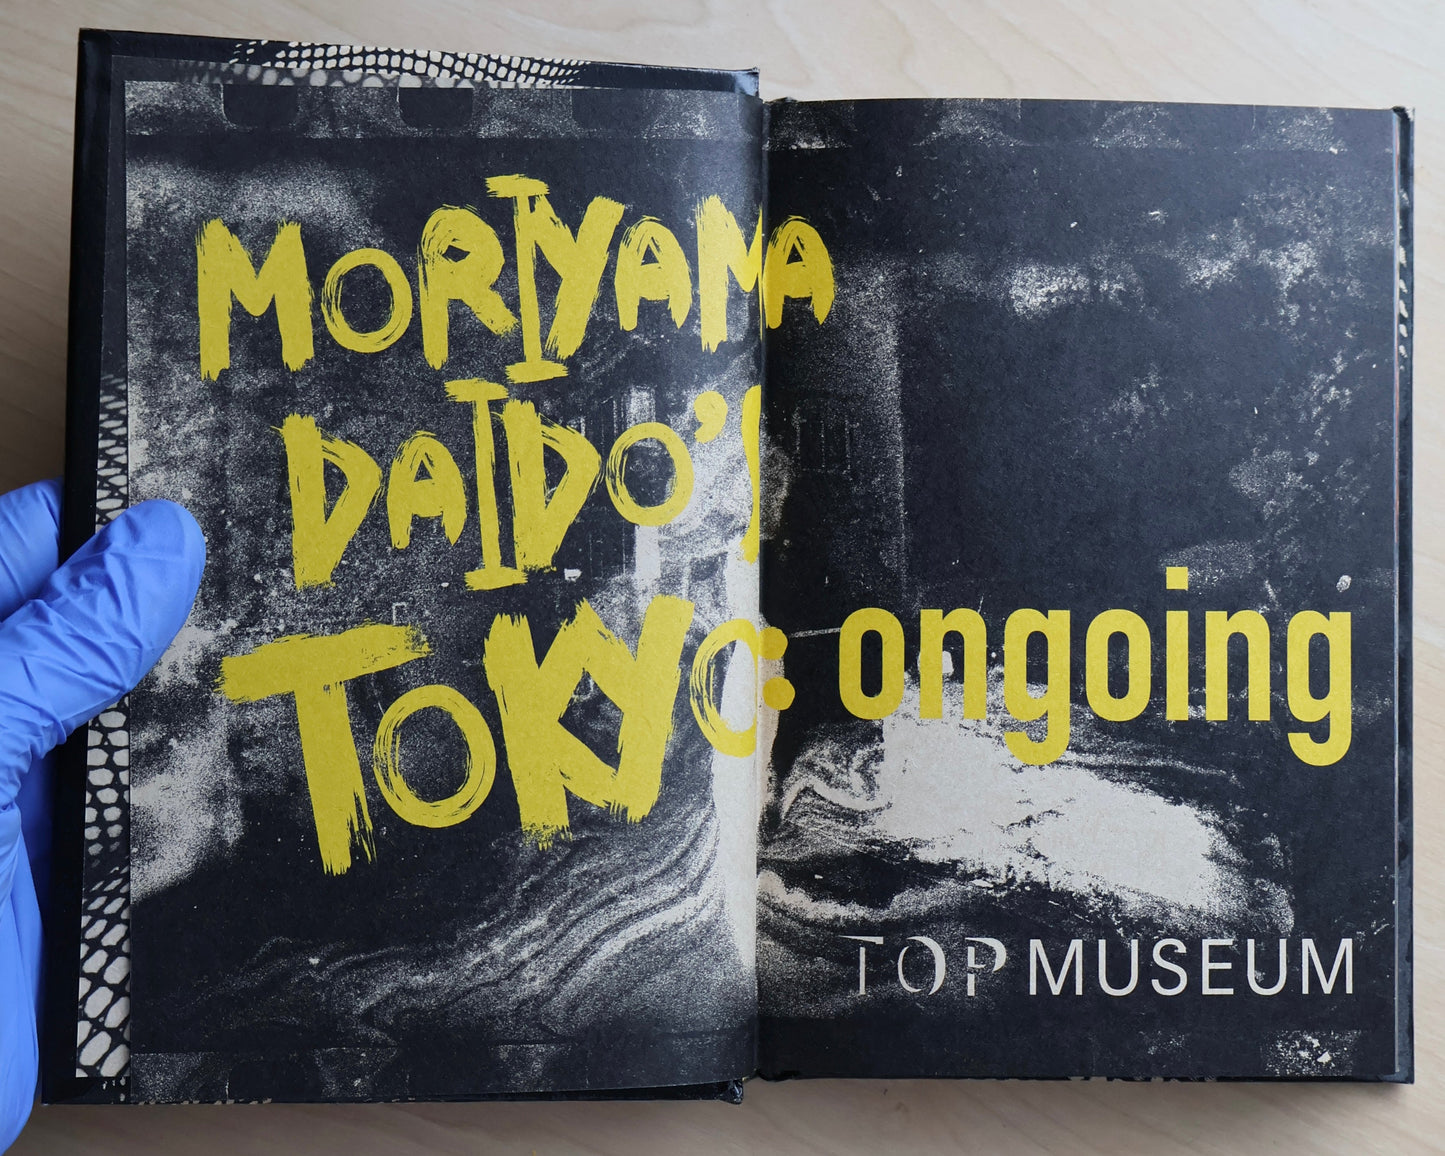 MORIYAMA
DAIDO'S
TOKYO: ongoing
TOP MUSEUM